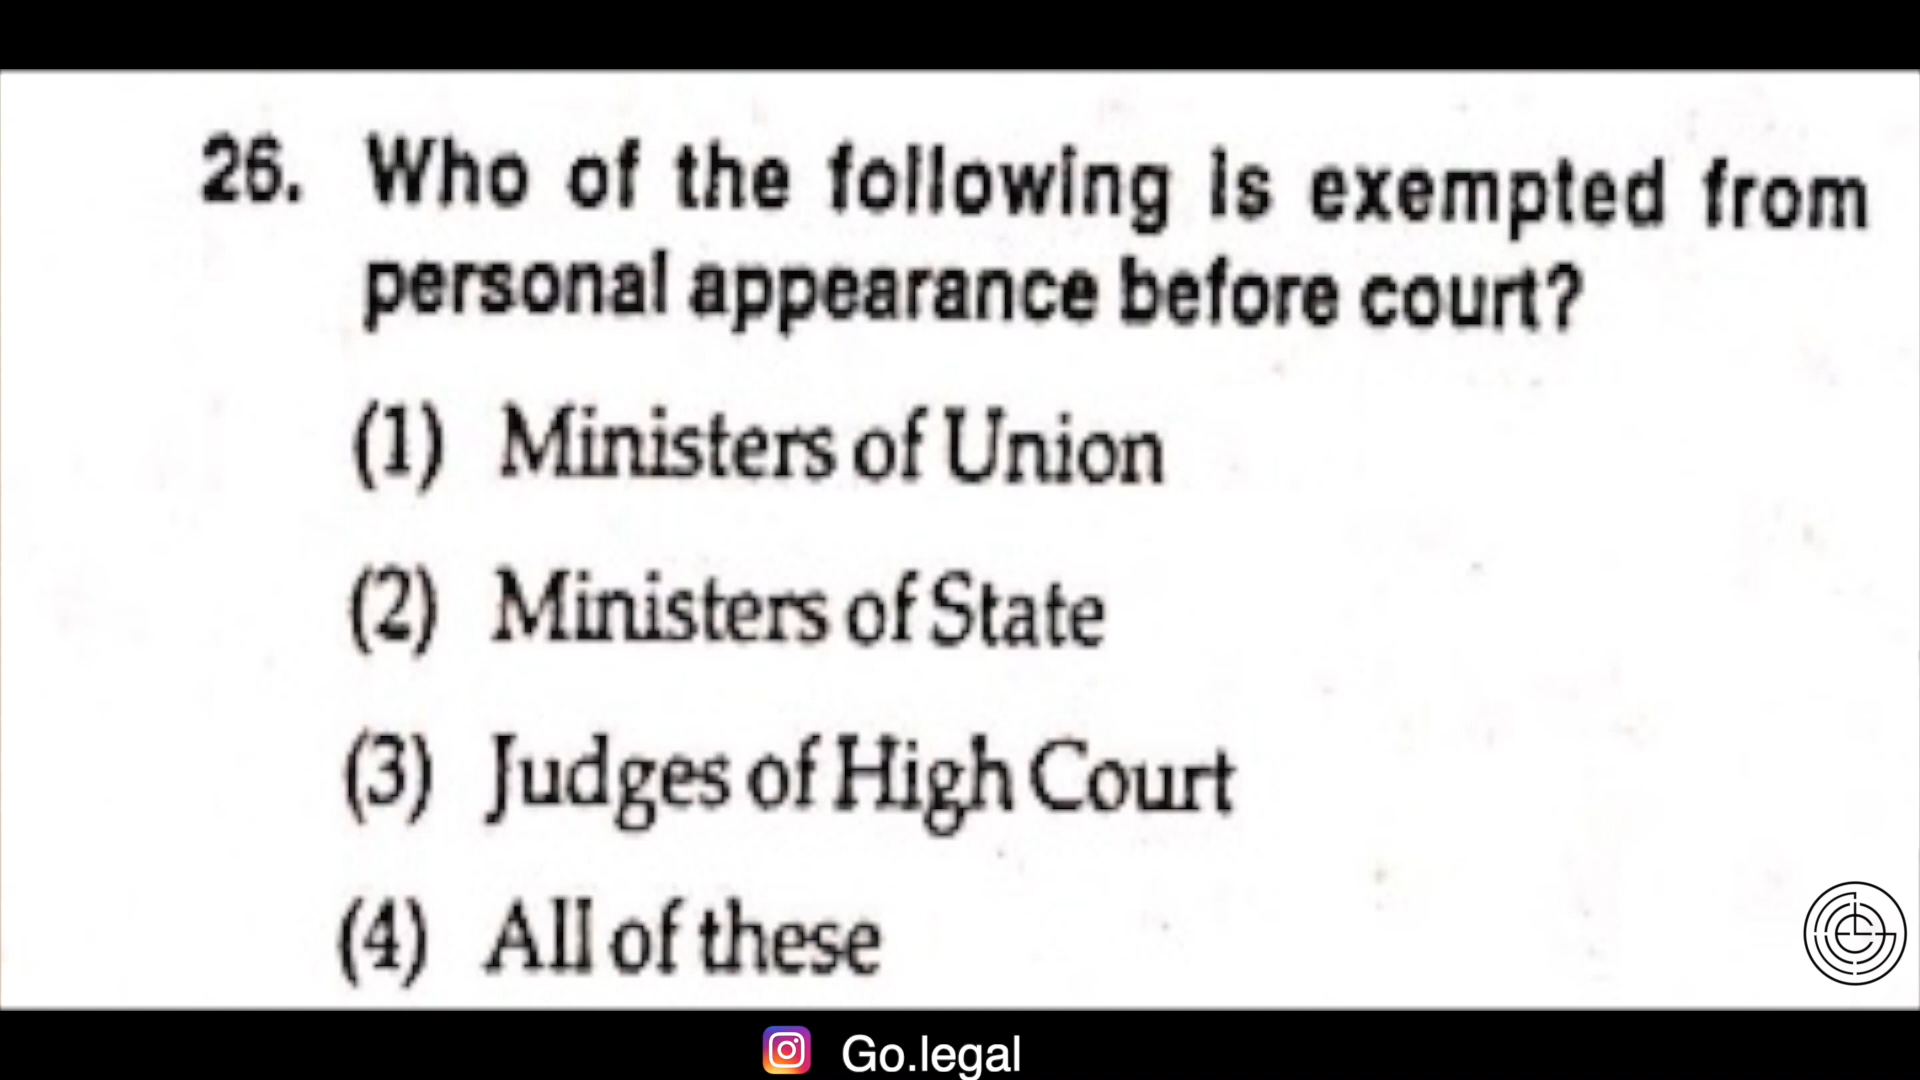 26. Who of the following is exempted from
personal appearance before court?
(1) Ministers of Union
(2) Ministers of State
(3) Judges of High Court
(4) All of these
Go.legal